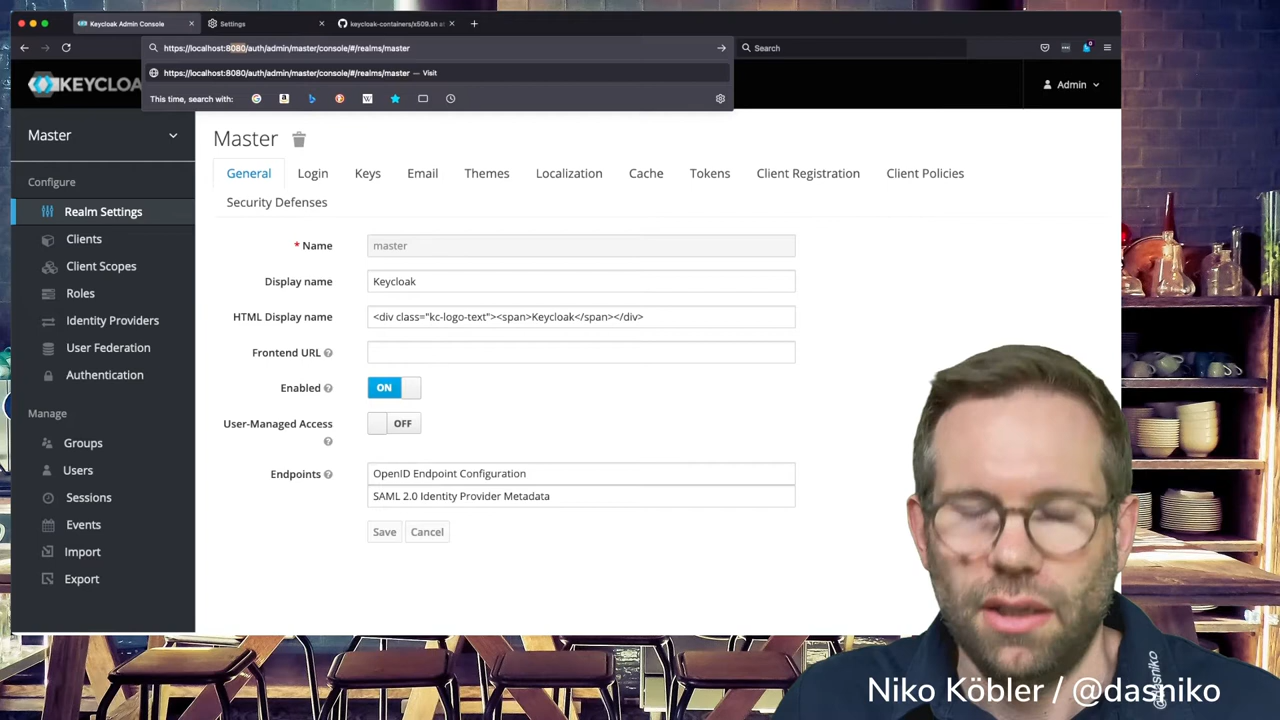 Keycloak Admin Console
Settings
keycloak-containers/x509.sh at
https://localhost:8080/auth/admin/master/console/#/realms/master
Search
https://localhost:8080/auth/admin/master/console/#/realms/master — Visit
This time, search with:
KEYCLOA
Admin
Master
Configure
Realm Settings
Clients
Client Scopes
Roles
Identity Providers
User Federation
Authentication
Manage
Groups
Users
Sessions
Events
Import
Export
Master
General Login Keys Email Themes Localization Cache Tokens Client Registration Client Policies
Security Defenses
* Name master
Display name Keycloak
HTML Display name <div class="kc-logo-text"><span>Keycloak</span></div>
Frontend URL
Enabled ON
User-Managed Access OFF
Endpoints OpenID Endpoint Configuration
SAML 2.0 Identity Provider Metadata
Save Cancel
@dasniko
Niko Köbler / @dasniko